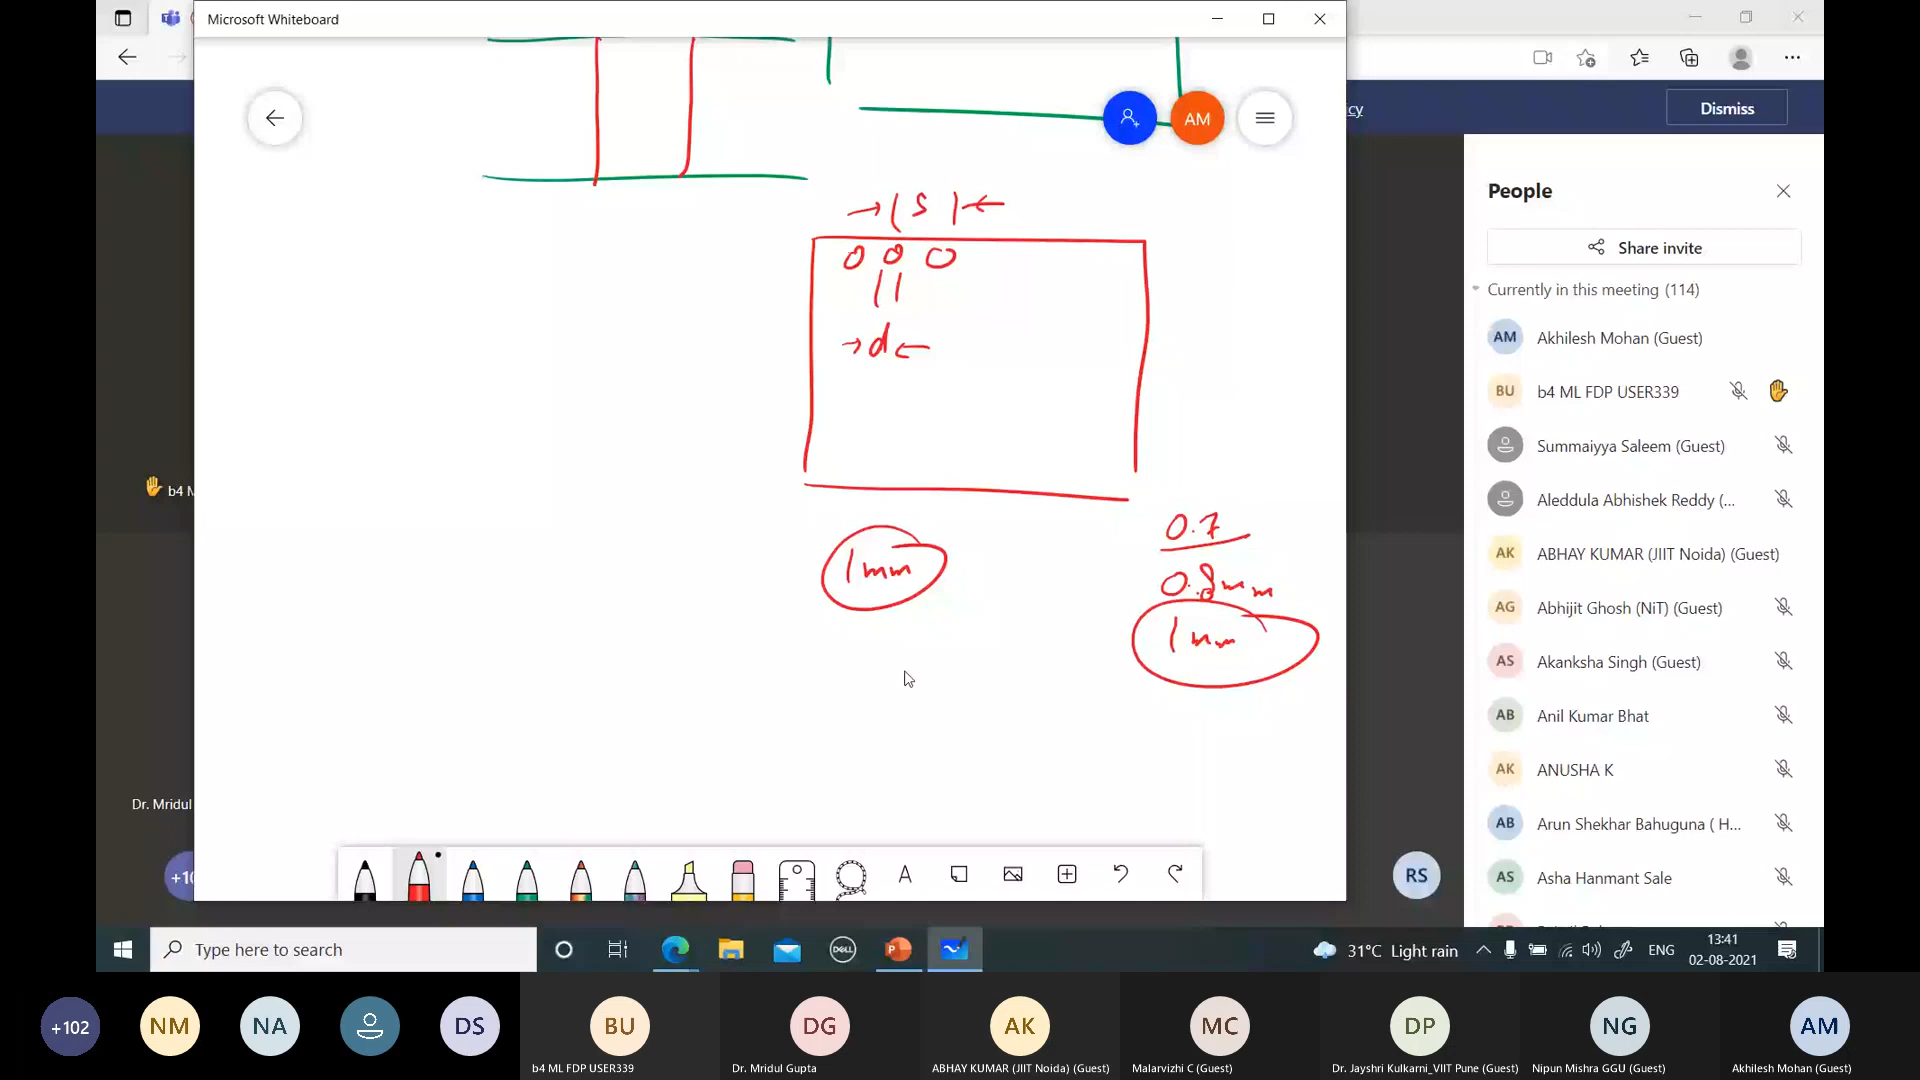 Microsoft Whiteboard
AM
cy
Dismiss
→| S |←
0 0 0
→ d ←
1 mm
0.7
0.8 mm
1 mm
b4 M
Dr. Mridul
+10
RS
People
Share invite
Currently in this meeting (114)
AM Akhilesh Mohan (Guest)
BU b4 ML FDP USER339
Summaiyya Saleem (Guest)
Aleddula Abhishek Reddy (...
AK ABHAY KUMAR (JIIT Noida) (Guest)
AG Abhijit Ghosh (NiT) (Guest)
AS Akanksha Singh (Guest)
AB Anil Kumar Bhat
AK ANUSHA K
AB Arun Shekhar Bahuguna ( H...
AS Asha Hanmant Sale
A
Type here to search
DELL
31°C Light rain
ENG
13:41
02-08-2021
+102
NM
NA
DS
BU
b4 ML FDP USER339
DG
Dr. Mridul Gupta
AK
ABHAY KUMAR (JIIT Noida) (Guest)
MC
Malarvizhi C (Guest)
DP
Dr. Jayshri Kulkarni_VIIT Pune (Guest)
NG
Nipun Mishra GGU (Guest)
AM
Akhilesh Mohan (Guest)